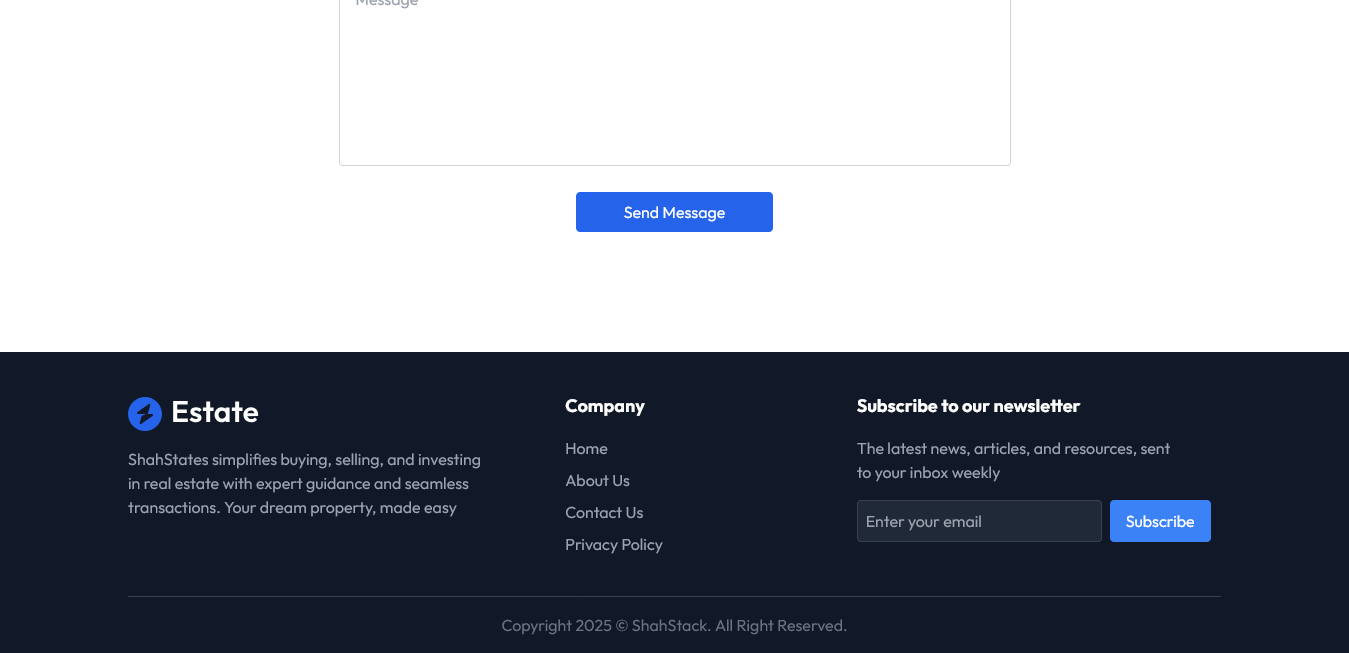 Message
Send Message
Estate
ShahStates simplifies buying, selling, and investing
in real estate with expert guidance and seamless
transactions. Your dream property, made easy
Company
Home
About Us
Contact Us
Privacy Policy
Subscribe to our newsletter
The latest news, articles, and resources, sent
to your inbox weekly
Enter your email
Subscribe
Copyright 2025 © ShahStack. All Right Reserved.